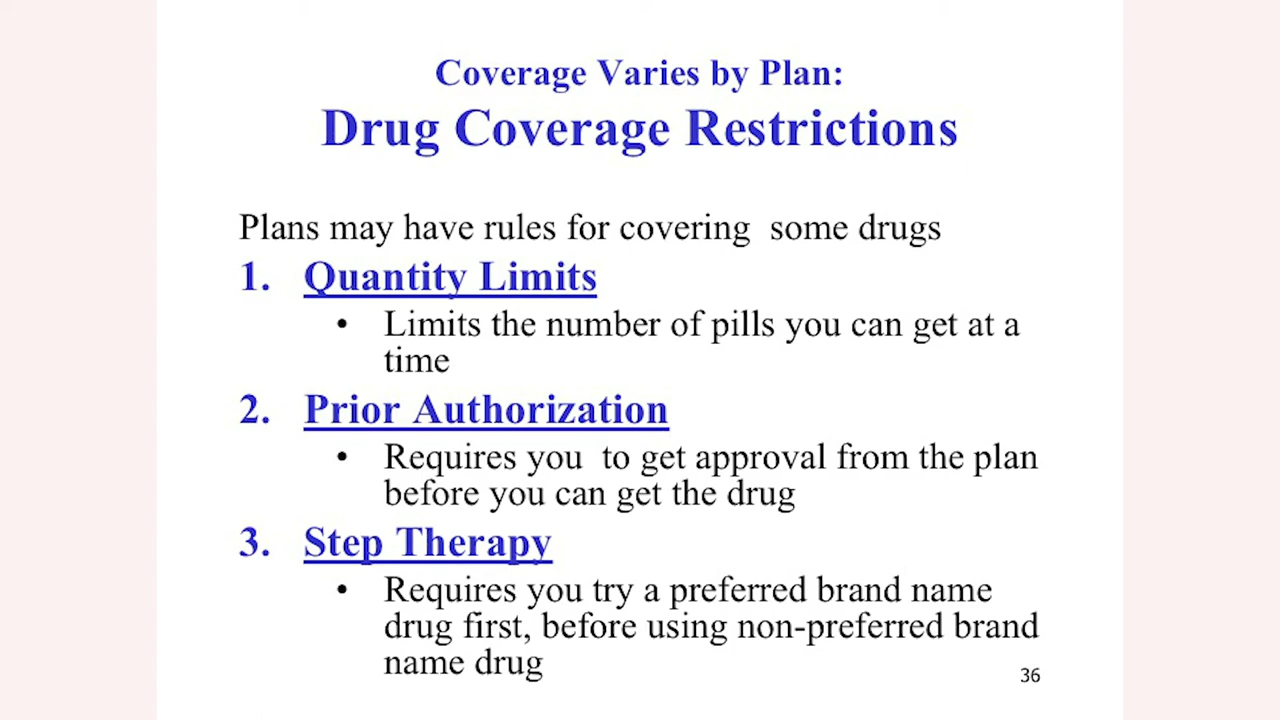 Coverage Varies by Plan:
Drug Coverage Restrictions
Plans may have rules for covering  some drugs
1. Quantity Limits
• Limits the number of pills you can get at a
time
2. Prior Authorization
• Requires you  to get approval from the plan
before you can get the drug
3. Step Therapy
• Requires you try a preferred brand name
drug first, before using non-preferred brand
name drug
36